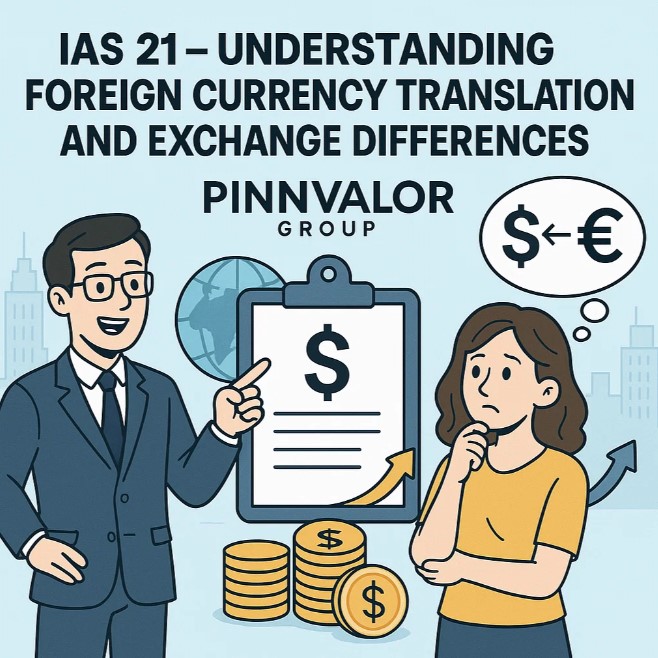 IAS 21 – UNDERSTANDING
FOREIGN CURRENCY TRANSLATION
AND EXCHANGE DIFFERENCES
PINNVALOR
GROUP
$←€
$
$
$